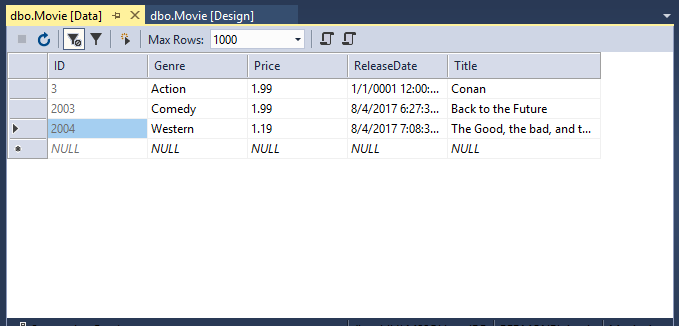 dbo.Movie [Data] dbo.Movie [Design]
Max Rows: 1000
ID Genre Price ReleaseDate Title
3 Action 1.99 1/1/0001 12:00:... Conan
2003 Comedy 1.99 8/4/2017 6:27:3... Back to the Future
2004 Western 1.19 8/4/2017 7:08:3... The Good, the bad, and t...
NULL NULL NULL NULL NULL